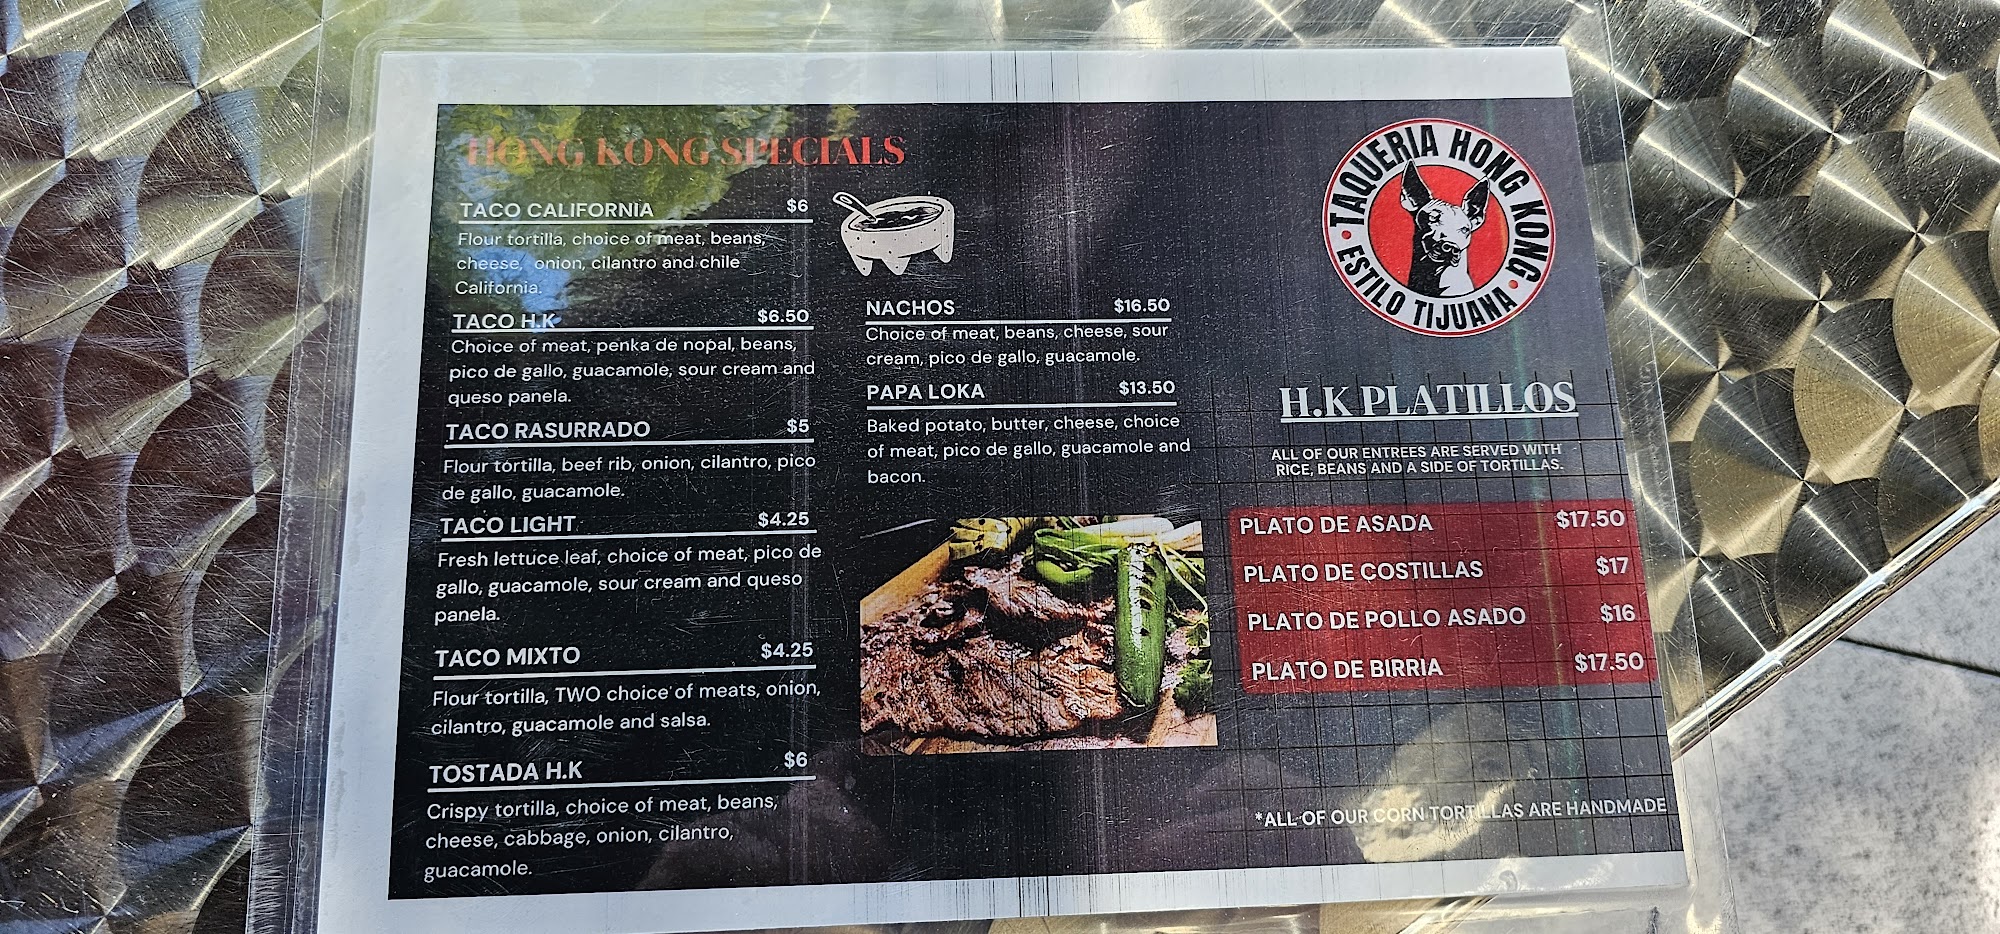 HONG KONG SPECIALS
TACO CALIFORNIA $6
Flour tortilla, choice of meat, beans,
cheese, onion, cilantro and chile
California.
TACO H.K $6.50
Choice of meat, penka de nopal, beans,
pico de gallo, guacamole, sour cream and
queso panela.
TACO RASURRADO $5
Flour tortilla, beef rib, onion, cilantro, pico
de gallo, guacamole.
TACO LIGHT $4.25
Fresh lettuce leaf, choice of meat, pico de
gallo, guacamole, sour cream and queso
panela.
TACO MIXTO $4.25
Flour tortilla, TWO choice of meats, onion,
cilantro, guacamole and salsa.
TOSTADA H.K $6
Crispy tortilla, choice of meat, beans,
cheese, cabbage, onion, cilantro,
guacamole.
NACHOS $16.50
Choice of meat, beans, cheese, sour
cream, pico de gallo, guacamole.
PAPA LOKA $13.50
Baked potato, butter, cheese, choice
of meat, pico de gallo, guacamole and
bacon.
TAQUERIA HONG KONG
ESTILO TIJUANA
H.K PLATILLOS
ALL OF OUR ENTREES ARE SERVED WITH
RICE, BEANS AND A SIDE OF TORTILLAS.
PLATO DE ASADA $17.50
PLATO DE COSTILLAS $17
PLATO DE POLLO ASADO $16
PLATO DE BIRRIA $17.50
*ALL OF OUR CORN TORTILLAS ARE HANDMADE